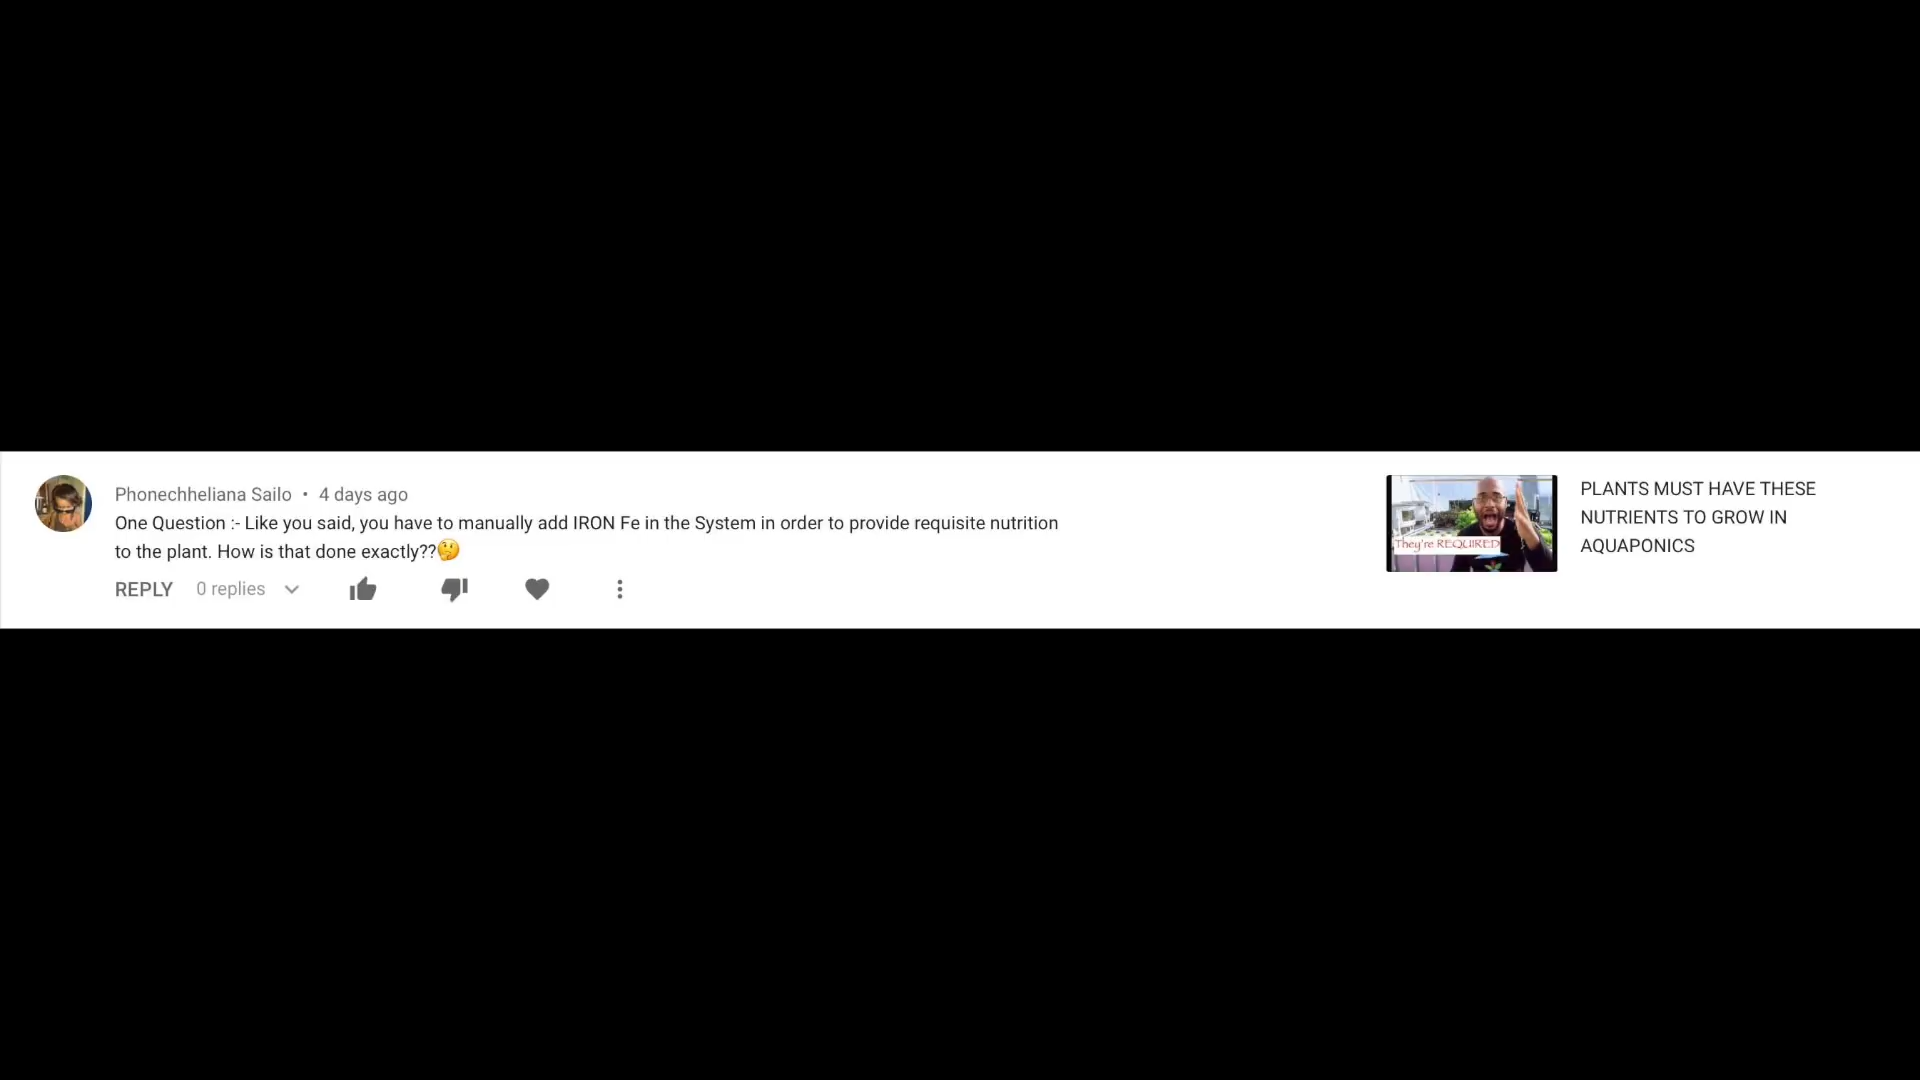 Phonechheliana Sailo • 4 days ago
One Question :- Like you said, you have to manually add IRON Fe in the System in order to provide requisite nutrition
to the plant. How is that done exactly??🤔
REPLY 0 replies
They're REQUIRED
PLANTS MUST HAVE THESE
NUTRIENTS TO GROW IN
AQUAPONICS